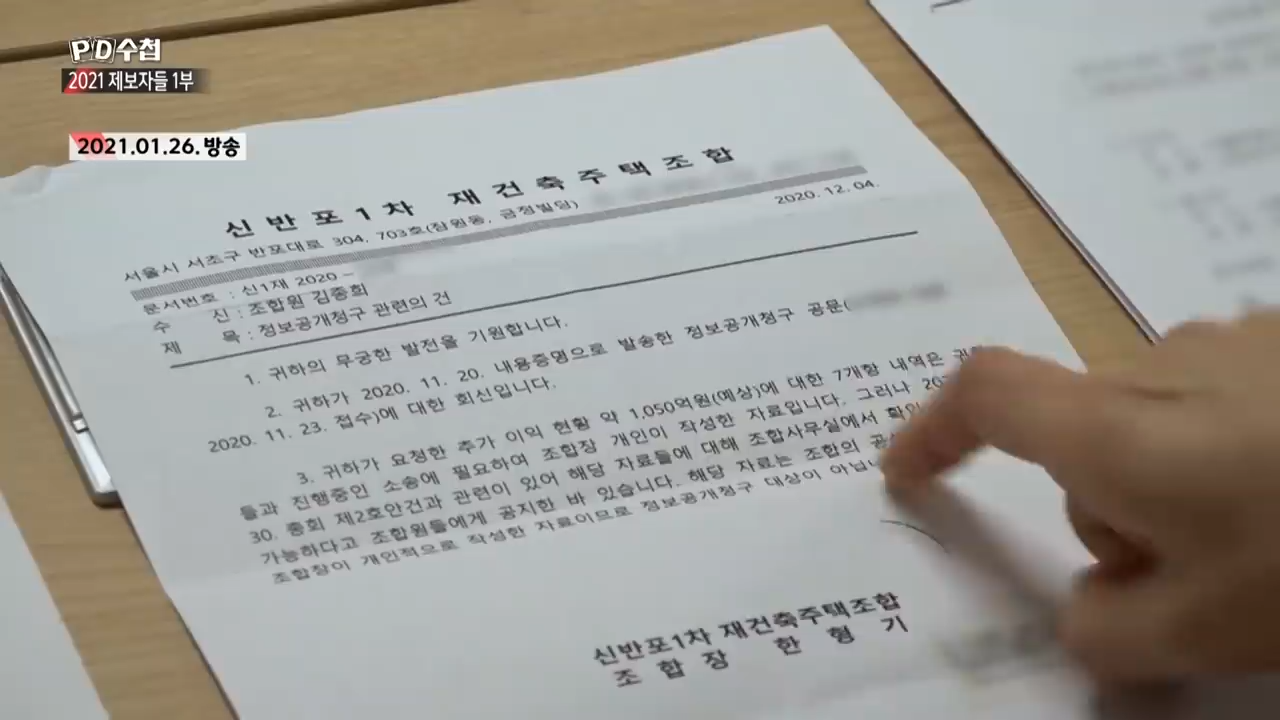 PD수첩
2021 제보자들 1부
2021.01.26. 방송
신반포1차 재건축주택조합
서울시 서초구 반포대로 304, 703호(잠원동, 금정빌딩)
2020. 12. 04.
문서번호 : 신1재 2020 -
수 신 : 조합원 김종희
제 목 : 정보공개청구 관련의 건
1. 귀하의 무궁한 발전을 기원합니다.
2. 귀하가 2020. 11. 20. 내용증명으로 발송한 정보공개청구 공문(
2020. 11. 23. 접수)에 대한 회신입니다.
3. 귀하가 요청한 추가 이익 현황 약 1,050억원(예상)에 대한 7개항 내역은
들과 진행중인 소송에 필요하여 조합장 개인이 작성한 자료입니다. 그러나
30. 총회 제2호안건과 관련이 있어 해당 자료들에 대해 조합사무실에서
가능하다고 조합원들에게 공지한 바 있습니다. 해당 자료는 조합의
조합장이 개인적으로 작성한 자료이므로 정보공개청구 대상이
신반포1차 재건축주택조합
조 합 장 한 형 기